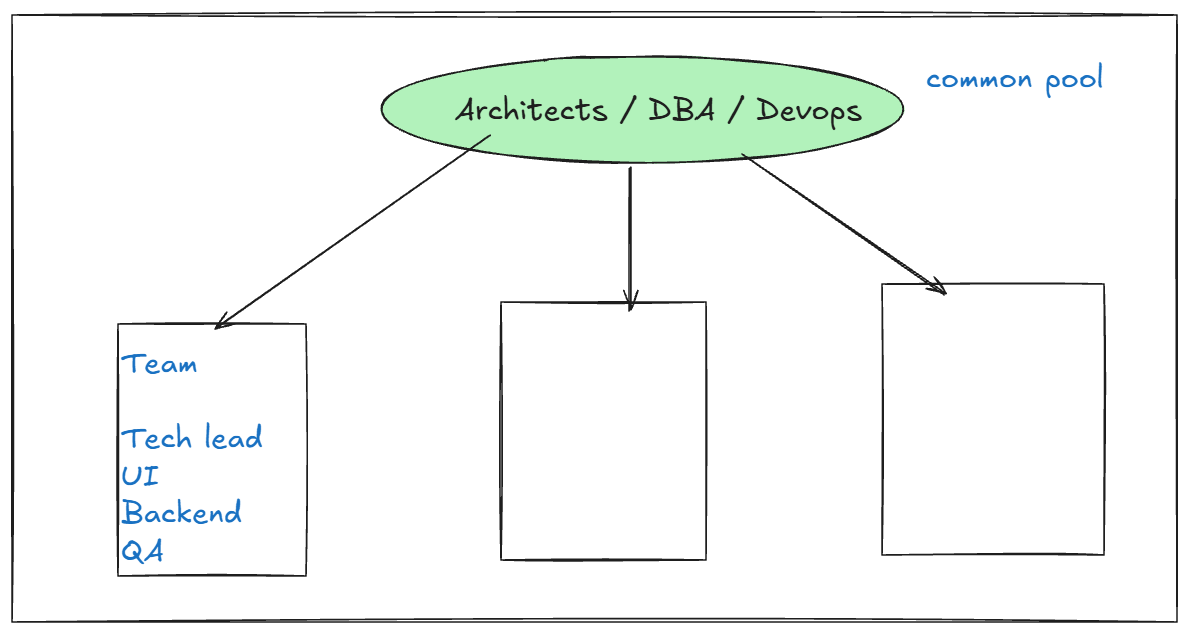 common pool
Architects / DBA / Devops
Team
Tech lead
UI
Backend
QA